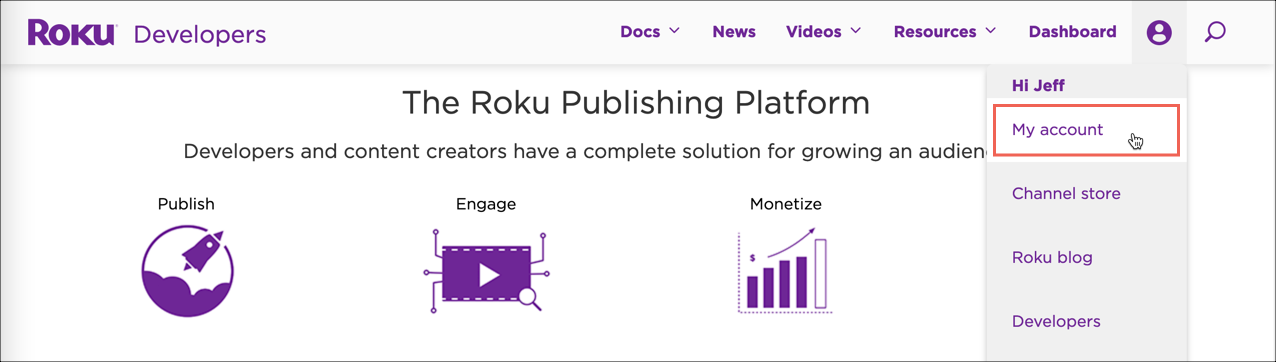 Roku Developers Docs News Videos Resources Dashboard
Hi Jeff
The Roku Publishing Platform
My account
Developers and content creators have a complete solution for growing an audien
Channel store
Publish Engage Monetize
Roku blog
$
Developers